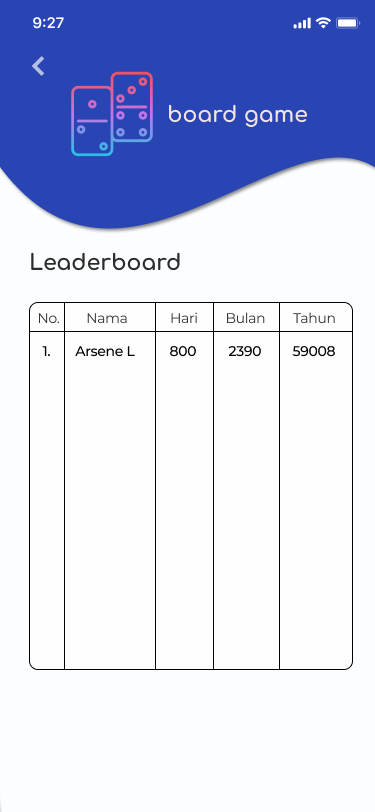 9:27
board game
Leaderboard
No. Nama Hari Bulan Tahun
1. Arsene L 800 2390 59008